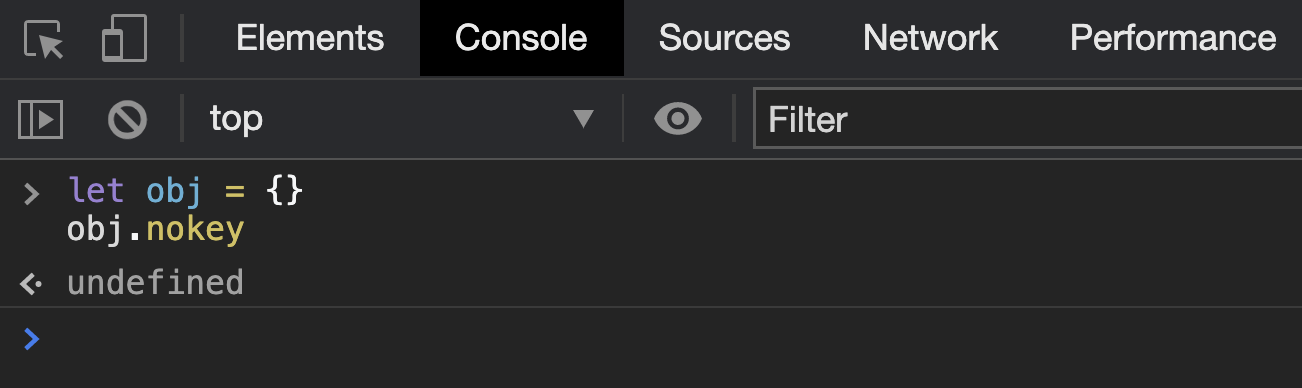 Elements Console Sources Network Performance
top Filter
let obj = {}
obj.nokey
undefined